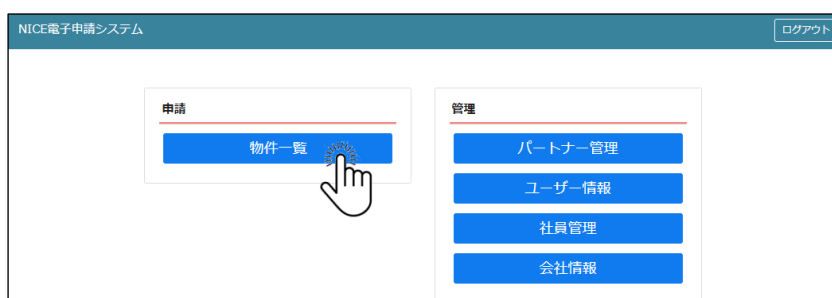 NICE電子申請システム
ログアウト
申請
物件一覧
管理
パートナー管理
ユーザー情報
社員管理
会社情報